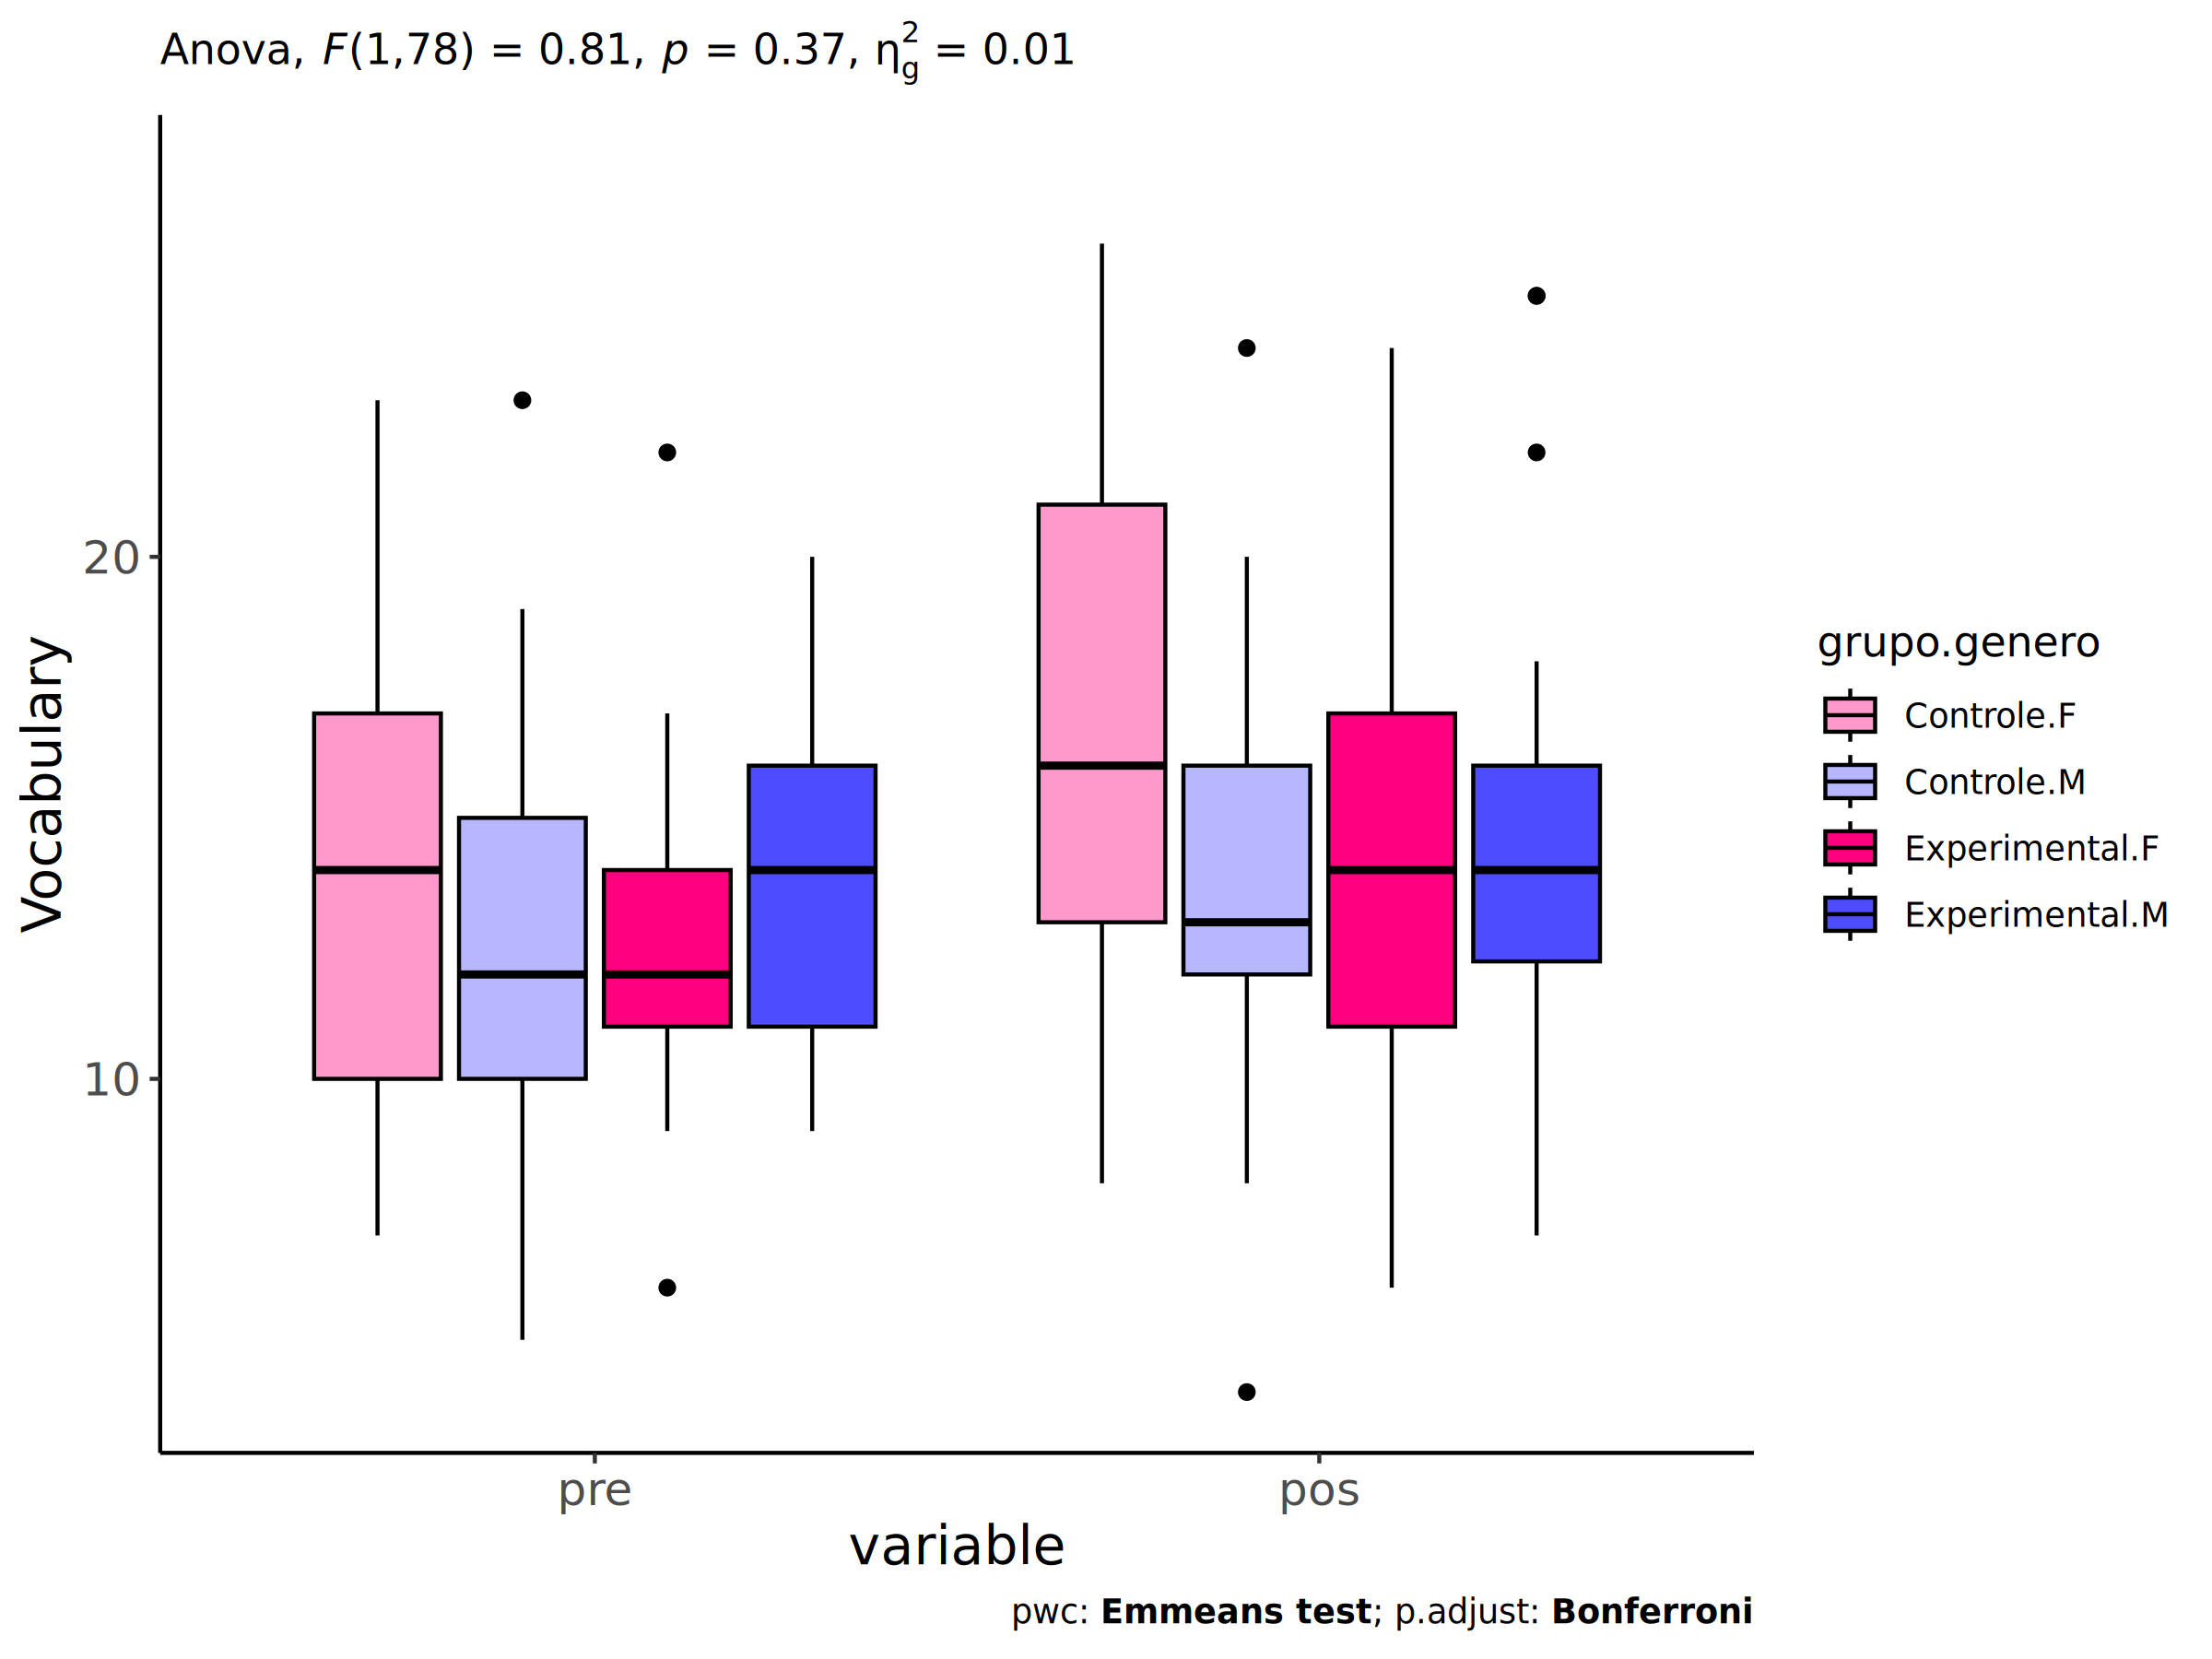 Anova, F(1,78) = 0.81, p = 0.37, η²g = 0.01
Vocabulary
20
10
pre
pos
variable
grupo.genero
Controle.F
Controle.M
Experimental.F
Experimental.M
pwc: Emmeans test; p.adjust: Bonferroni